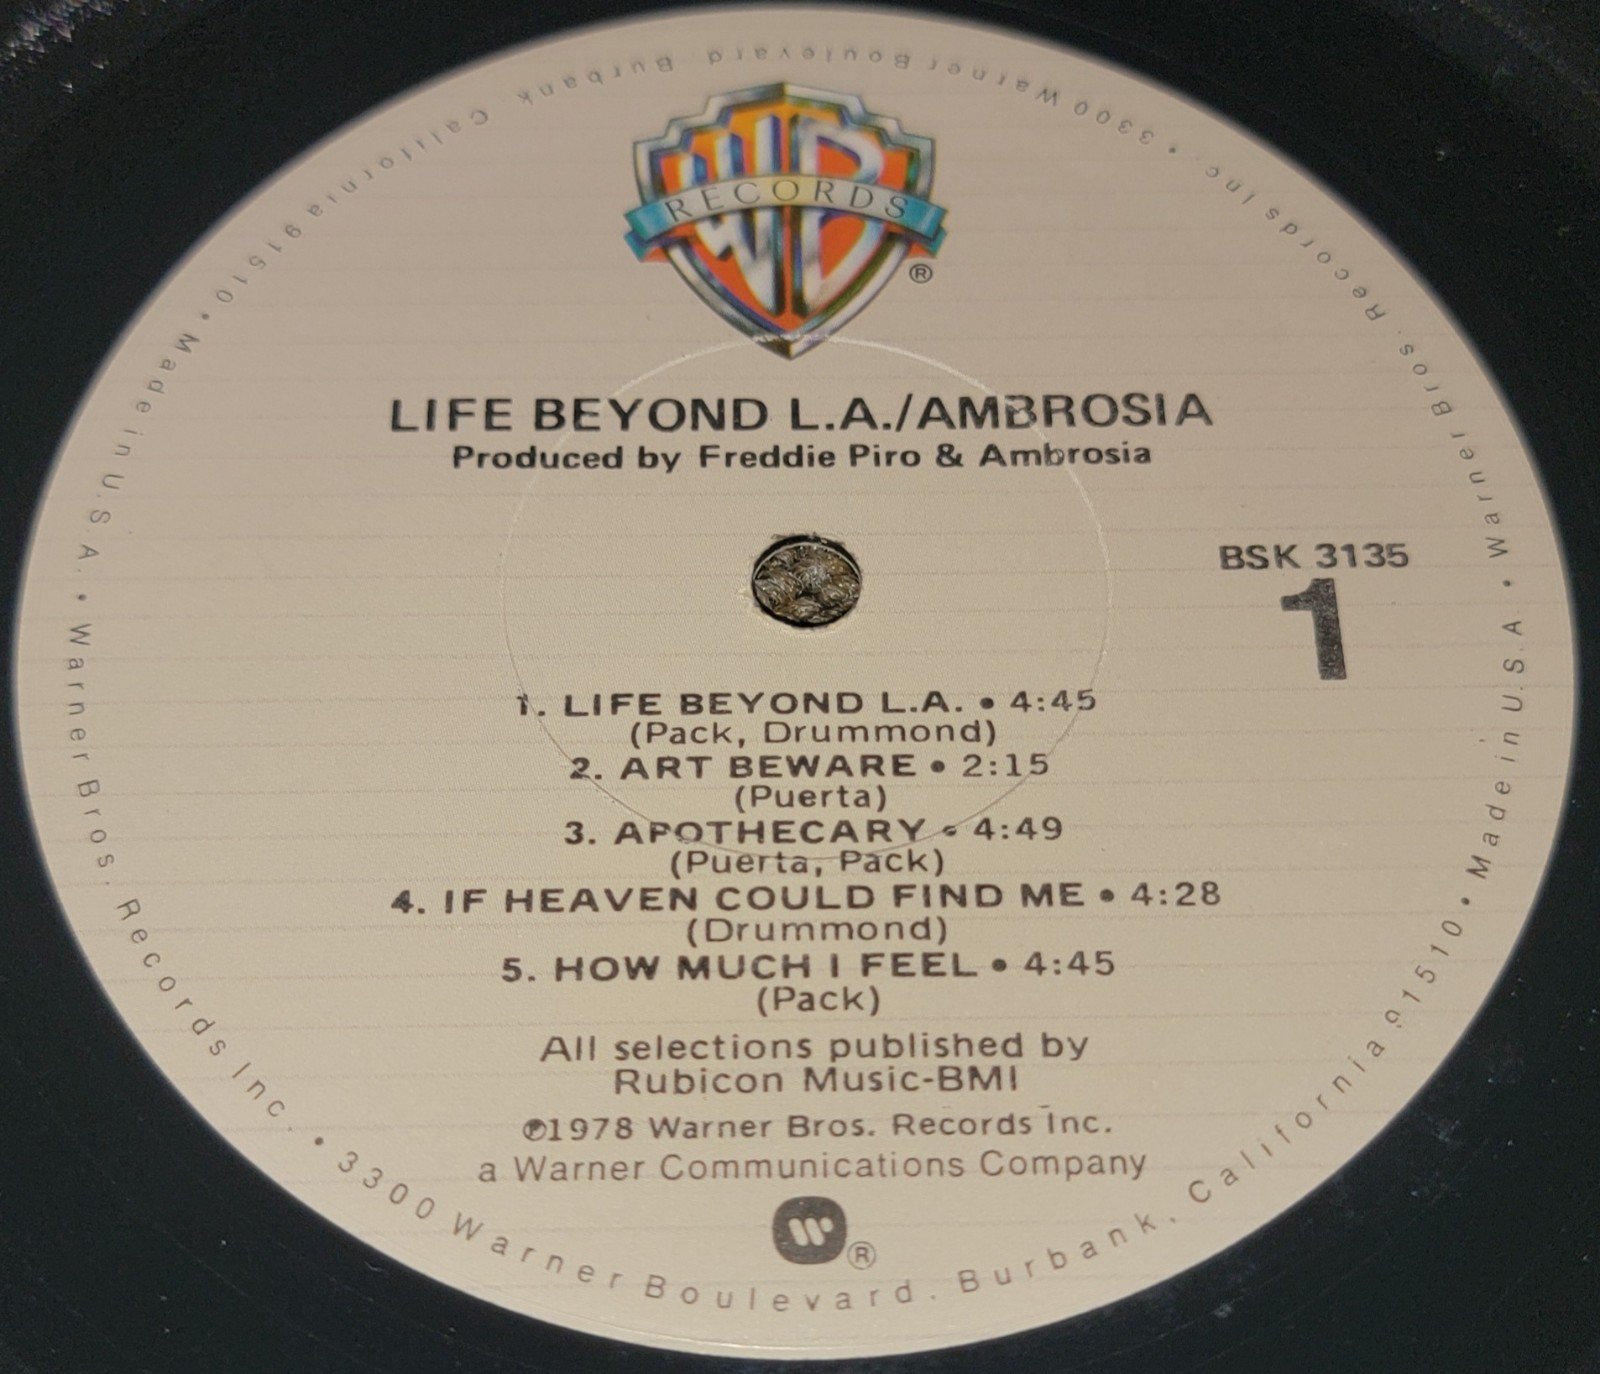 WB
RECORDS
®
LIFE BEYOND L.A./AMBROSIA
Produced by Freddie Piro & Ambrosia
BSK 3135
1
1. LIFE BEYOND L.A. • 4:45
(Pack, Drummond)
2. ART BEWARE • 2:15
(Puerta)
3. APOTHECARY • 4:49
(Puerta, Pack)
4. IF HEAVEN COULD FIND ME • 4:28
(Drummond)
5. HOW MUCH I FEEL • 4:45
(Pack)
All selections published by
Rubicon Music-BMI
℗1978 Warner Bros. Records Inc.
a Warner Communications Company
W®
• Warner Bros. Records Inc. • 3300 Warner Boulevard. Burbank. California 91510 • Made in U.S.A. • Warner Bros. Records Inc. • 3300 Warner Boulevard. Burbank. California 91510 • Made in U.S.A.